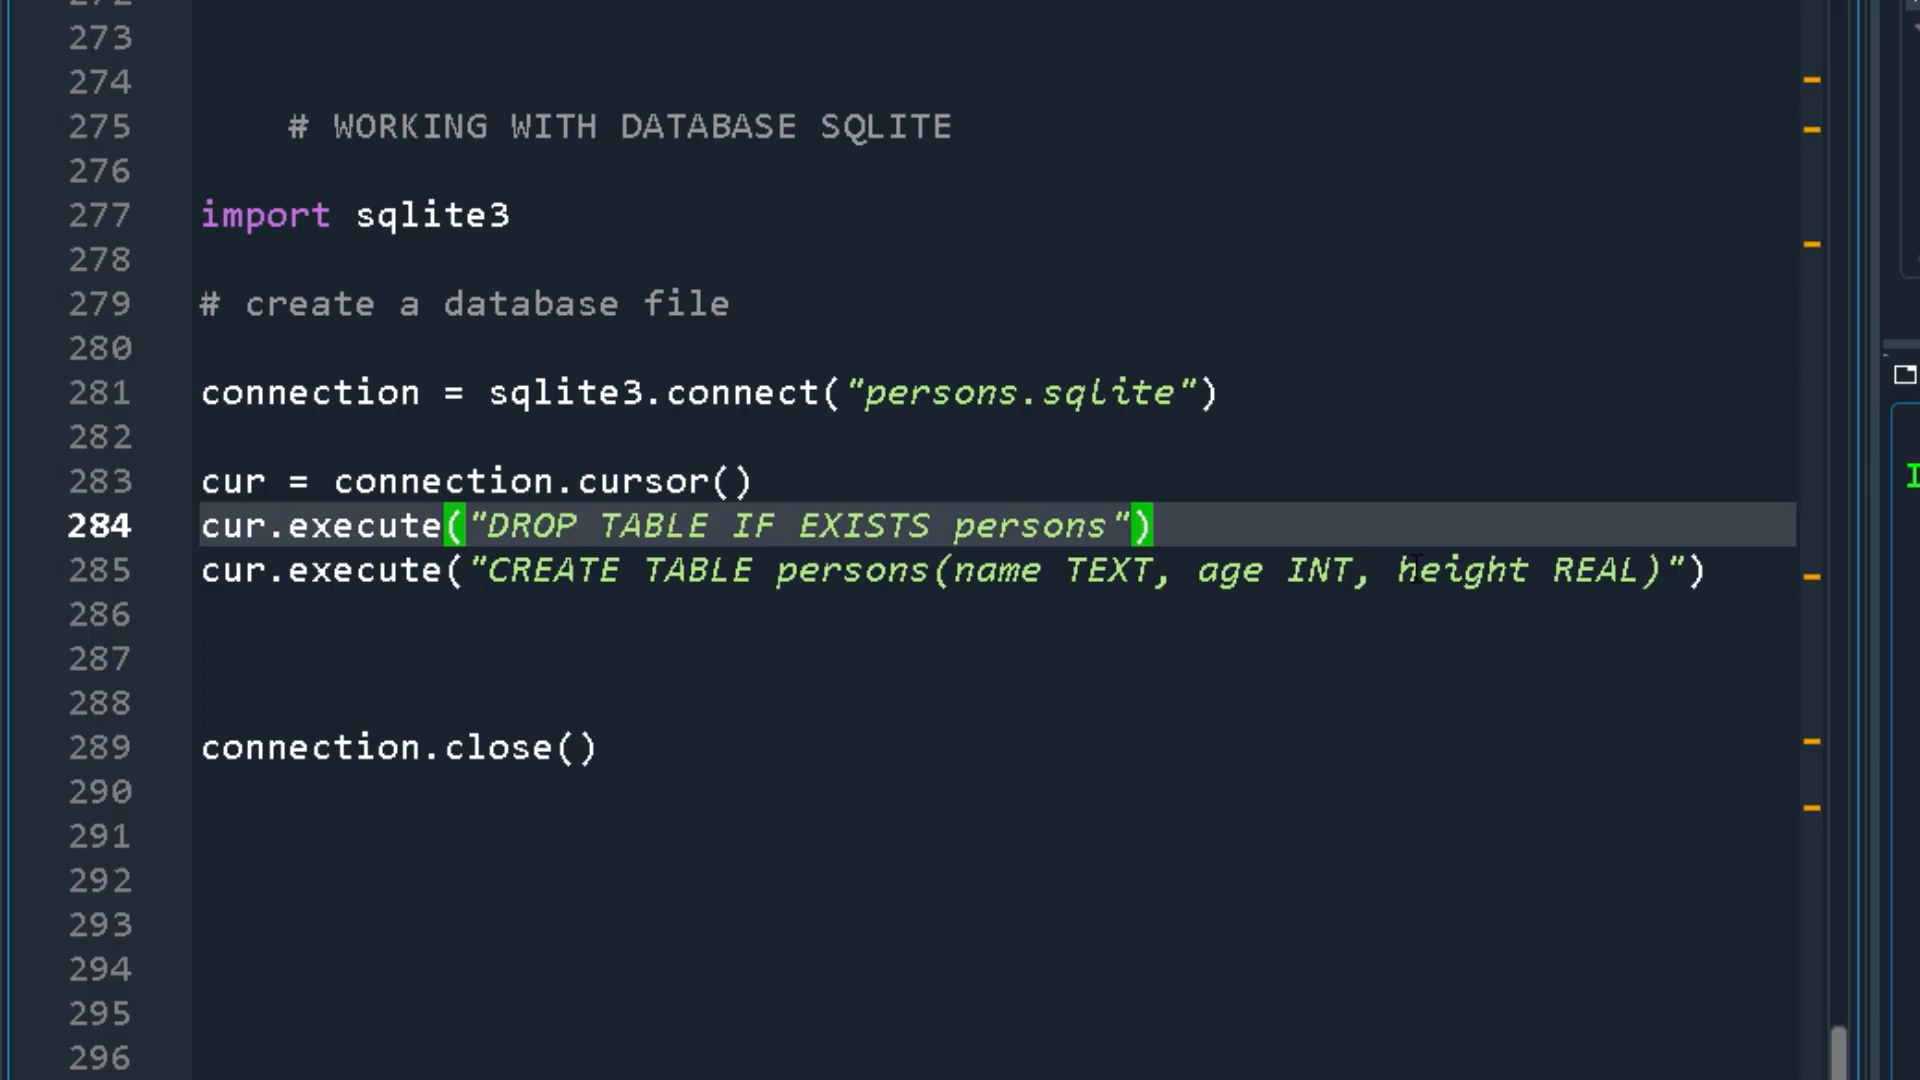 272
273
274
275 # WORKING WITH DATABASE SQLITE
276
277 import sqlite3
278
279 # create a database file
280
281 connection = sqlite3.connect("persons.sqlite")
282
283 cur = connection.cursor()
284 cur.execute("DROP TABLE IF EXISTS persons")
285 cur.execute("CREATE TABLE persons(name TEXT, age INT, height REAL)")
286
287
288
289 connection.close()
290
291
292
293
294
295
296